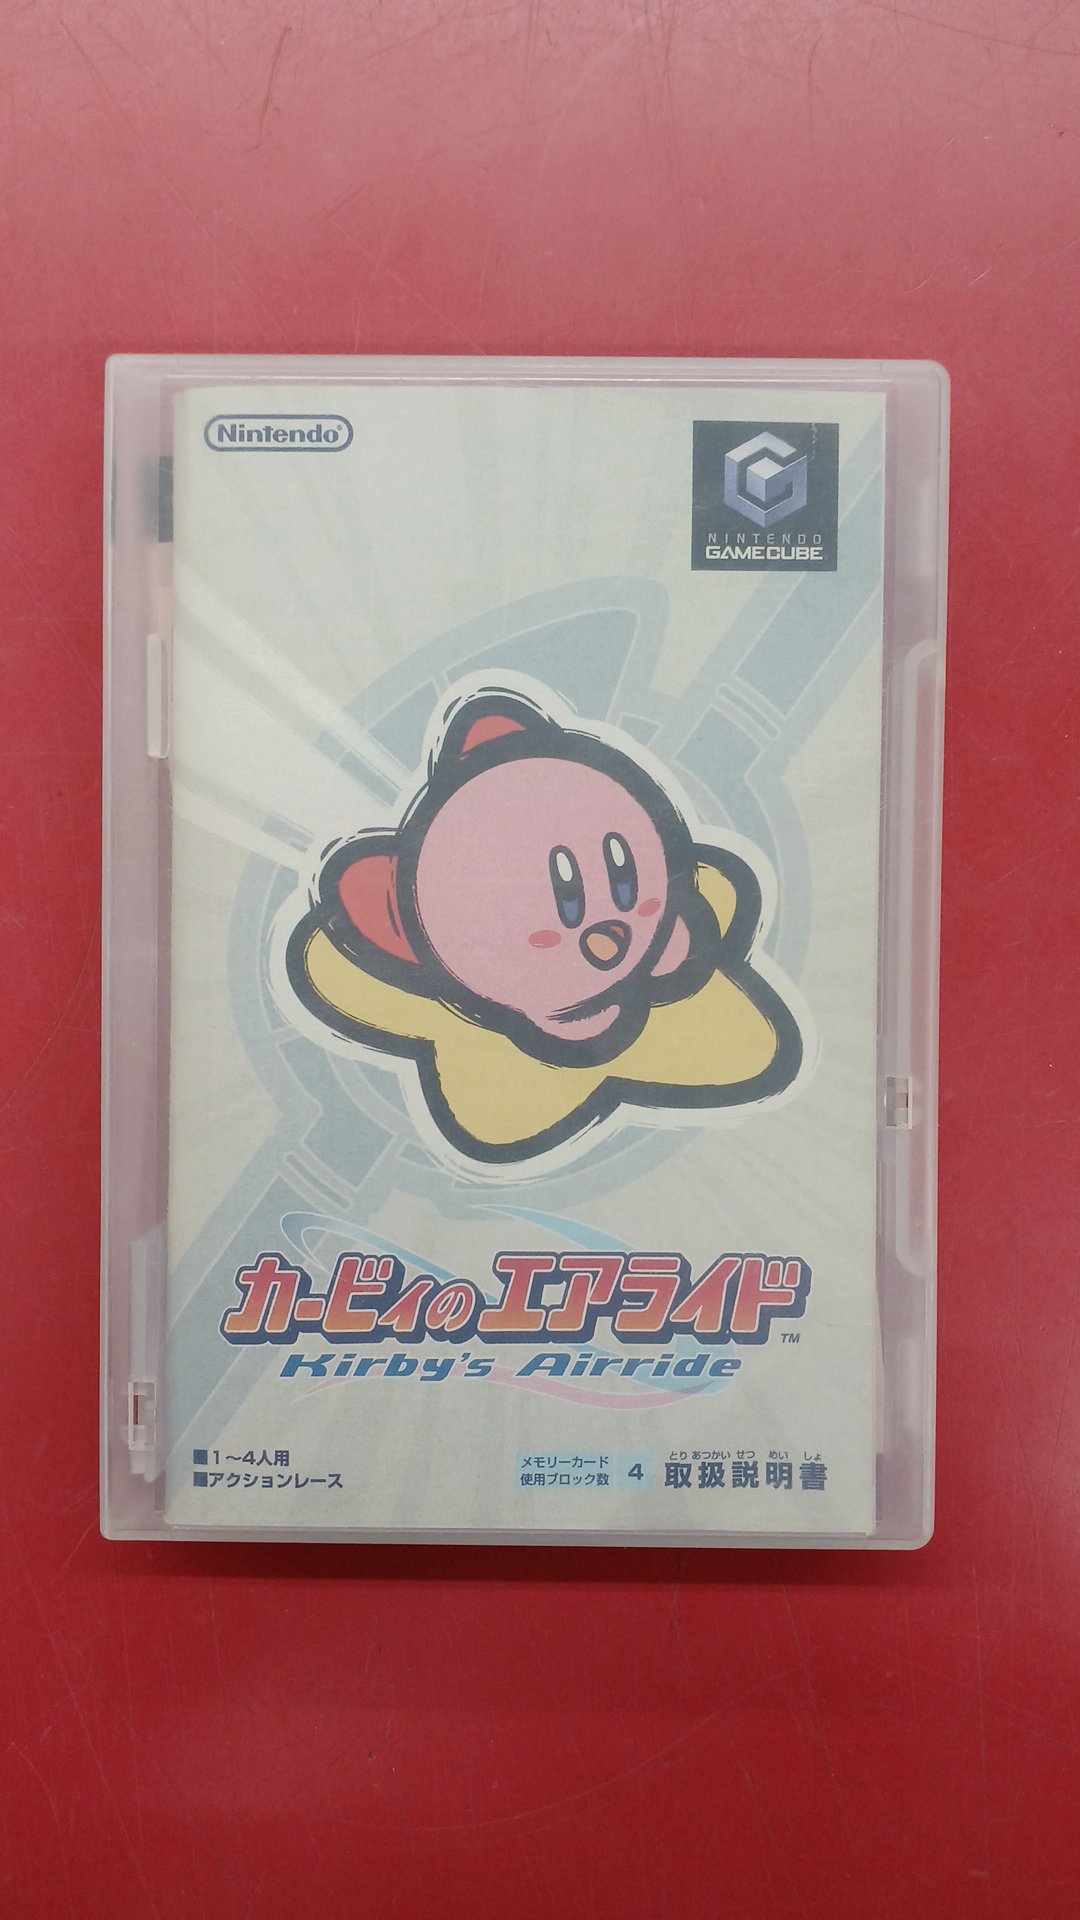 Nintendo®
NINTENDO
GAMECUBE
カービィのエアライド
TM
Kirby's Airride
■1～4人用
■アクションレース
メモリーカード
使用ブロック数 4
とりあつかいせつめいしょ
取扱説明書